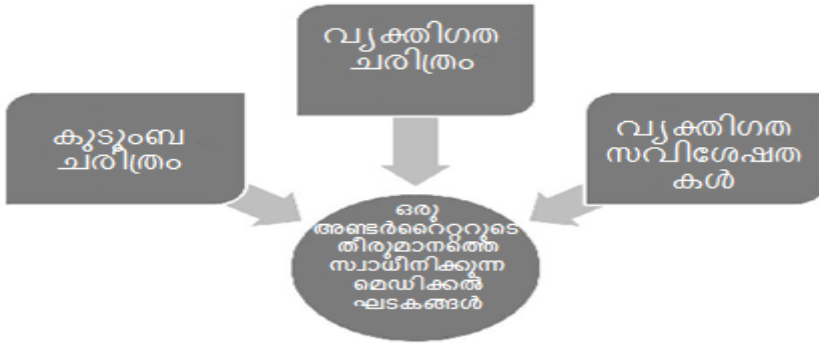 വ്യക്തിഗത
ചരിത്രം
കുടുംബ
ചരിത്രം
വ്യക്തിഗത
സവിശേഷത
കൾ
ഒരു
അണ്ടർറൈറ്ററുടെ
തീരുമാനത്തെ
സ്വാധീനിക്കുന്ന
മെഡിക്കൽ
ഘടകങ്ങൾ